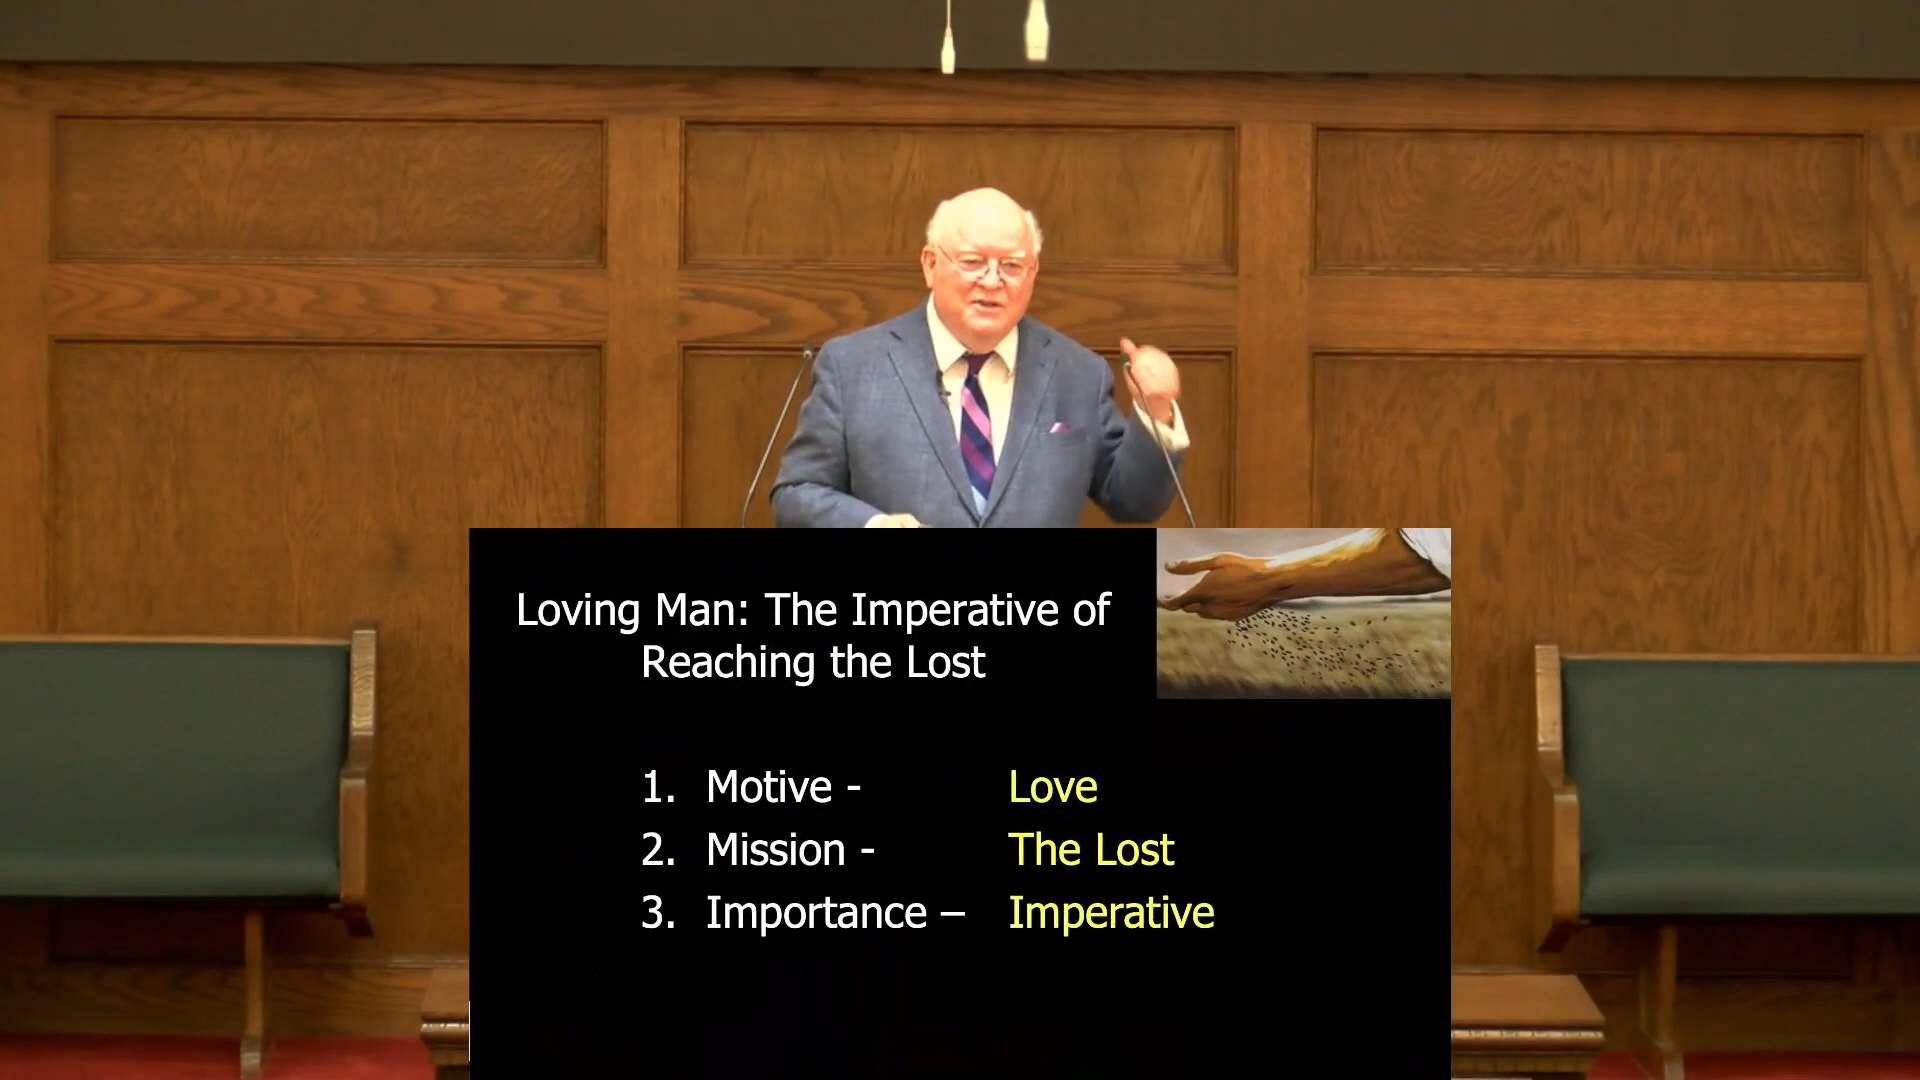 Loving Man: The Imperative of
Reaching the Lost
1. Motive - Love
2. Mission - The Lost
3. Importance – Imperative